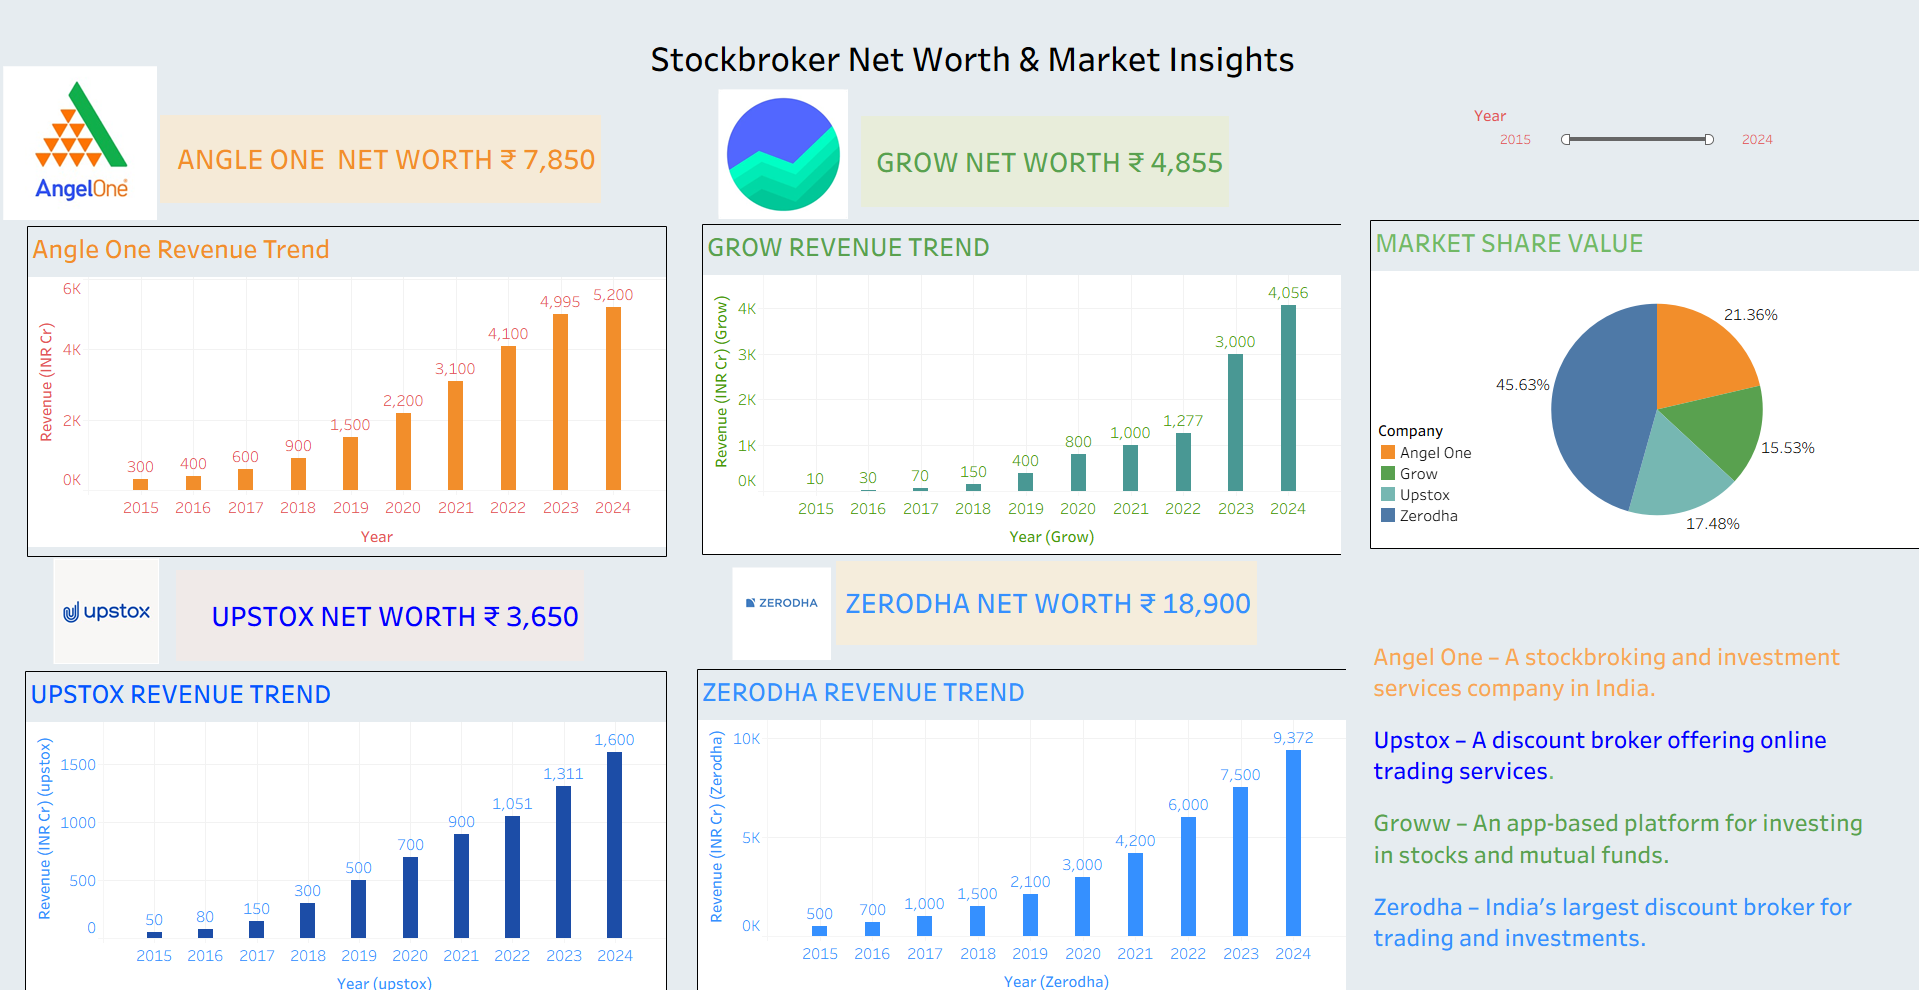 Stockbroker Net Worth & Market Insights
AngelOne
ANGLE ONE  NET WORTH ₹ 7,850
GROW NET WORTH ₹ 4,855
Year
2015
2024
Angle One Revenue Trend
Revenue (INR Cr)
6K
4K
2K
0K
300
400
600
900
1,500
2,200
3,100
4,100
4,995
5,200
2015 2016 2017 2018 2019 2020 2021 2022 2023 2024
Year
GROW REVENUE TREND
Revenue (INR Cr) (Grow)
4K
3K
2K
1K
0K
10
30
70
150
400
800
1,000
1,277
3,000
4,056
2015 2016 2017 2018 2019 2020 2021 2022 2023 2024
Year (Grow)
MARKET SHARE VALUE
21.36%
45.63%
15.53%
17.48%
Company
Angel One
Grow
Upstox
Zerodha
upstox
UPSTOX NET WORTH ₹ 3,650
ZERODHA
ZERODHA NET WORTH ₹ 18,900
UPSTOX REVENUE TREND
Revenue (INR Cr) (upstox)
1500
1000
500
0
50
80
150
300
500
700
900
1,051
1,311
1,600
2015 2016 2017 2018 2019 2020 2021 2022 2023 2024
Year (upstox)
ZERODHA REVENUE TREND
Revenue (INR Cr) (Zerodha)
10K
5K
0K
500
700
1,000
1,500
2,100
3,000
4,200
6,000
7,500
9,372
2015 2016 2017 2018 2019 2020 2021 2022 2023 2024
Year (Zerodha)
Angel One – A stockbroking and investment
services company in India.
Upstox – A discount broker offering online
trading services.
Groww – An app-based platform for investing
in stocks and mutual funds.
Zerodha – India’s largest discount broker for
trading and investments.